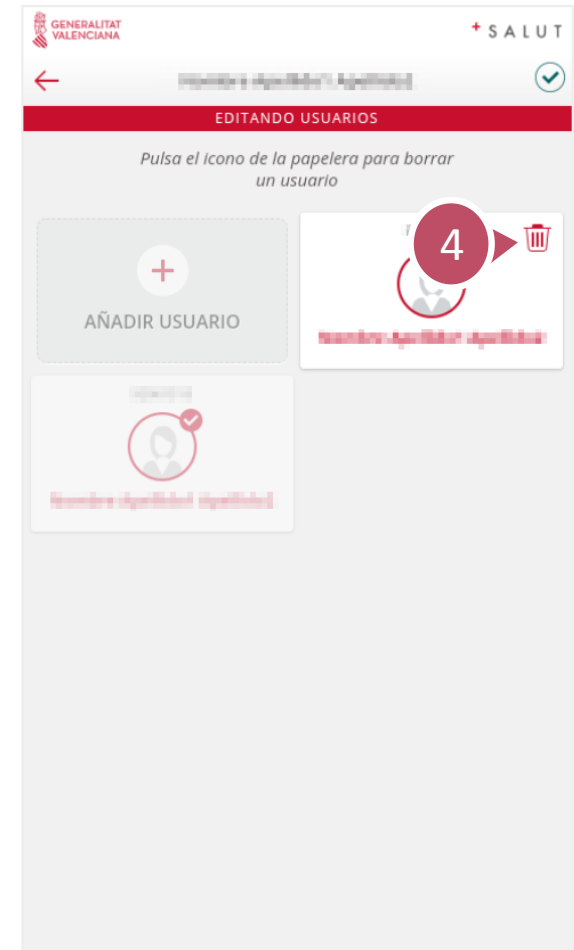 GENERALITAT
VALENCIANA
+SALUT
EDITANDO USUARIOS
Pulsa el icono de la papelera para borrar
un usuario
4
+
AÑADIR USUARIO